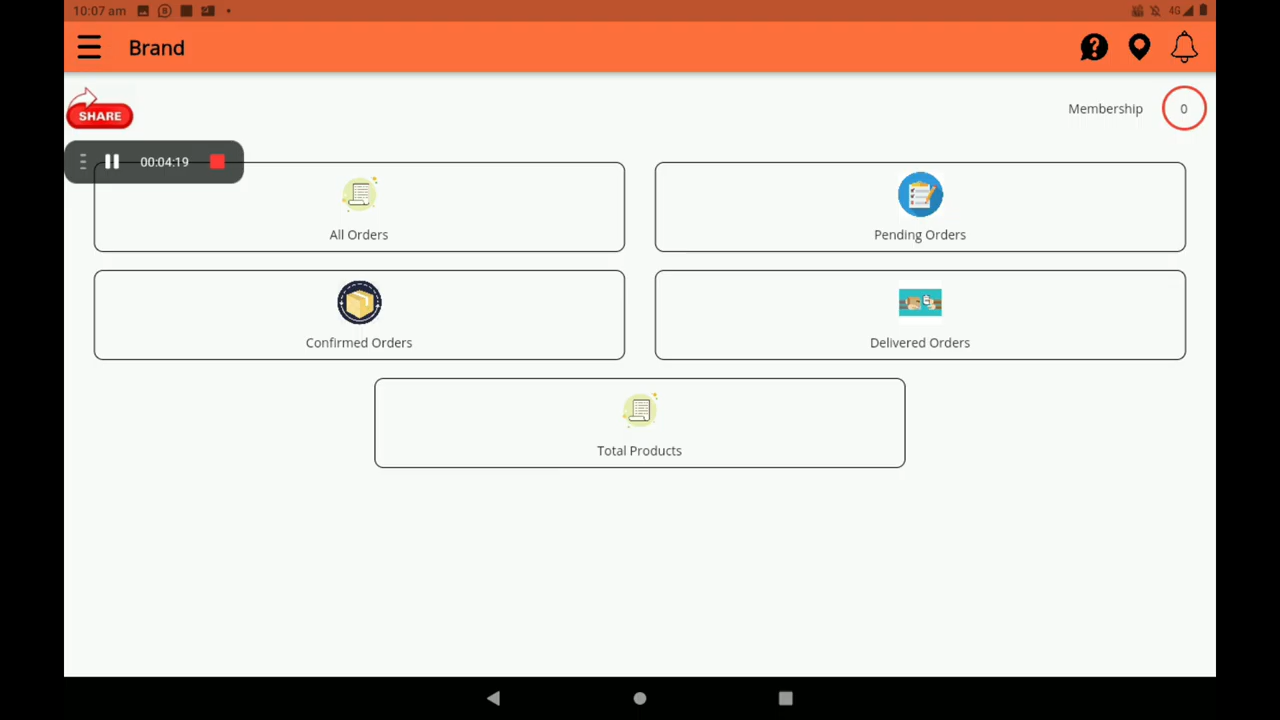 10:07 am
4G
Brand
SHARE
Membership
0
00:04:19
All Orders
Pending Orders
Confirmed Orders
Delivered Orders
Total Products